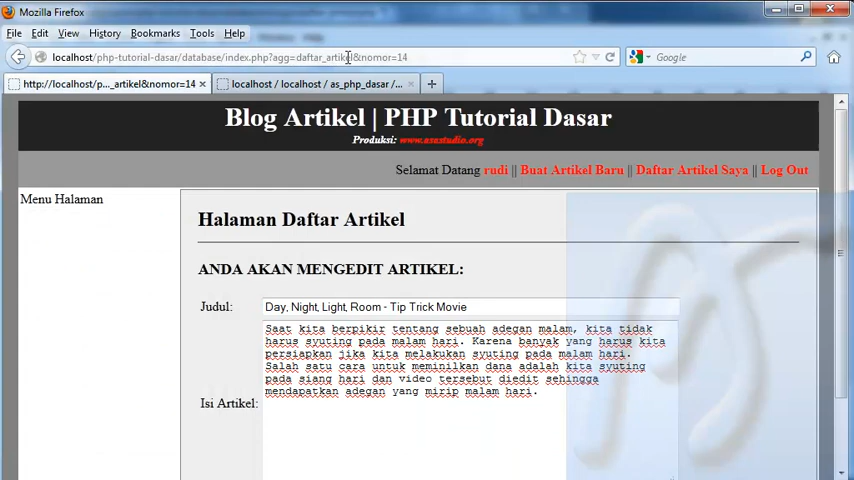 Mozilla Firefox
File Edit View History Bookmarks Tools Help
localhost/php-tutorial-dasar/database/index.php?agg=daftar_artikel&nomor=14
Google
http://localhost/p..._artikel&nomor=14
localhost / localhost / as_php_dasar /...
Blog Artikel | PHP Tutorial Dasar
Produksi: www.asastudio.org
Selamat Datang rudi || Buat Artikel Baru || Daftar Artikel Saya || Log Out
Menu Halaman
Halaman Daftar Artikel
ANDA AKAN MENGEDIT ARTIKEL:
Judul: Day, Night, Light, Room - Tip Trick Movie
Saat kita berpikir tentang sebuah adegan malam, kita tidak
harus syuting pada malam hari. Karena banyak yang harus kita
persiapkan jika kita melakukan syuting pada malam hari.
Salah satu cara untuk meminilkan dana adalah kita syuting
pada siang hari dan video tersebut diedit sehingga
mendapatkan adegan yang mirip malam hari.
Isi Artikel: